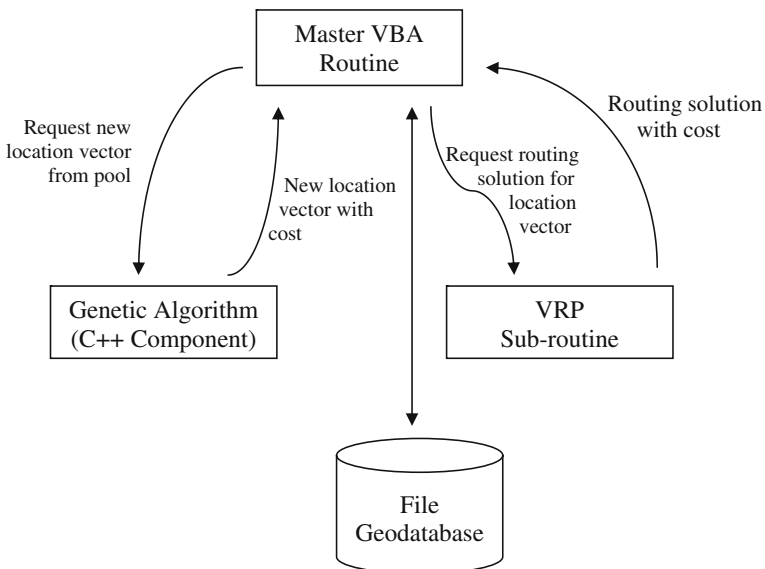 Master VBA
Routine
Request new
location vector
from pool
New location
vector with
cost
Request routing
solution for
location
vector
Routing solution
with cost
Genetic Algorithm
(C++ Component)
VRP
Sub-routine
File
Geodatabase